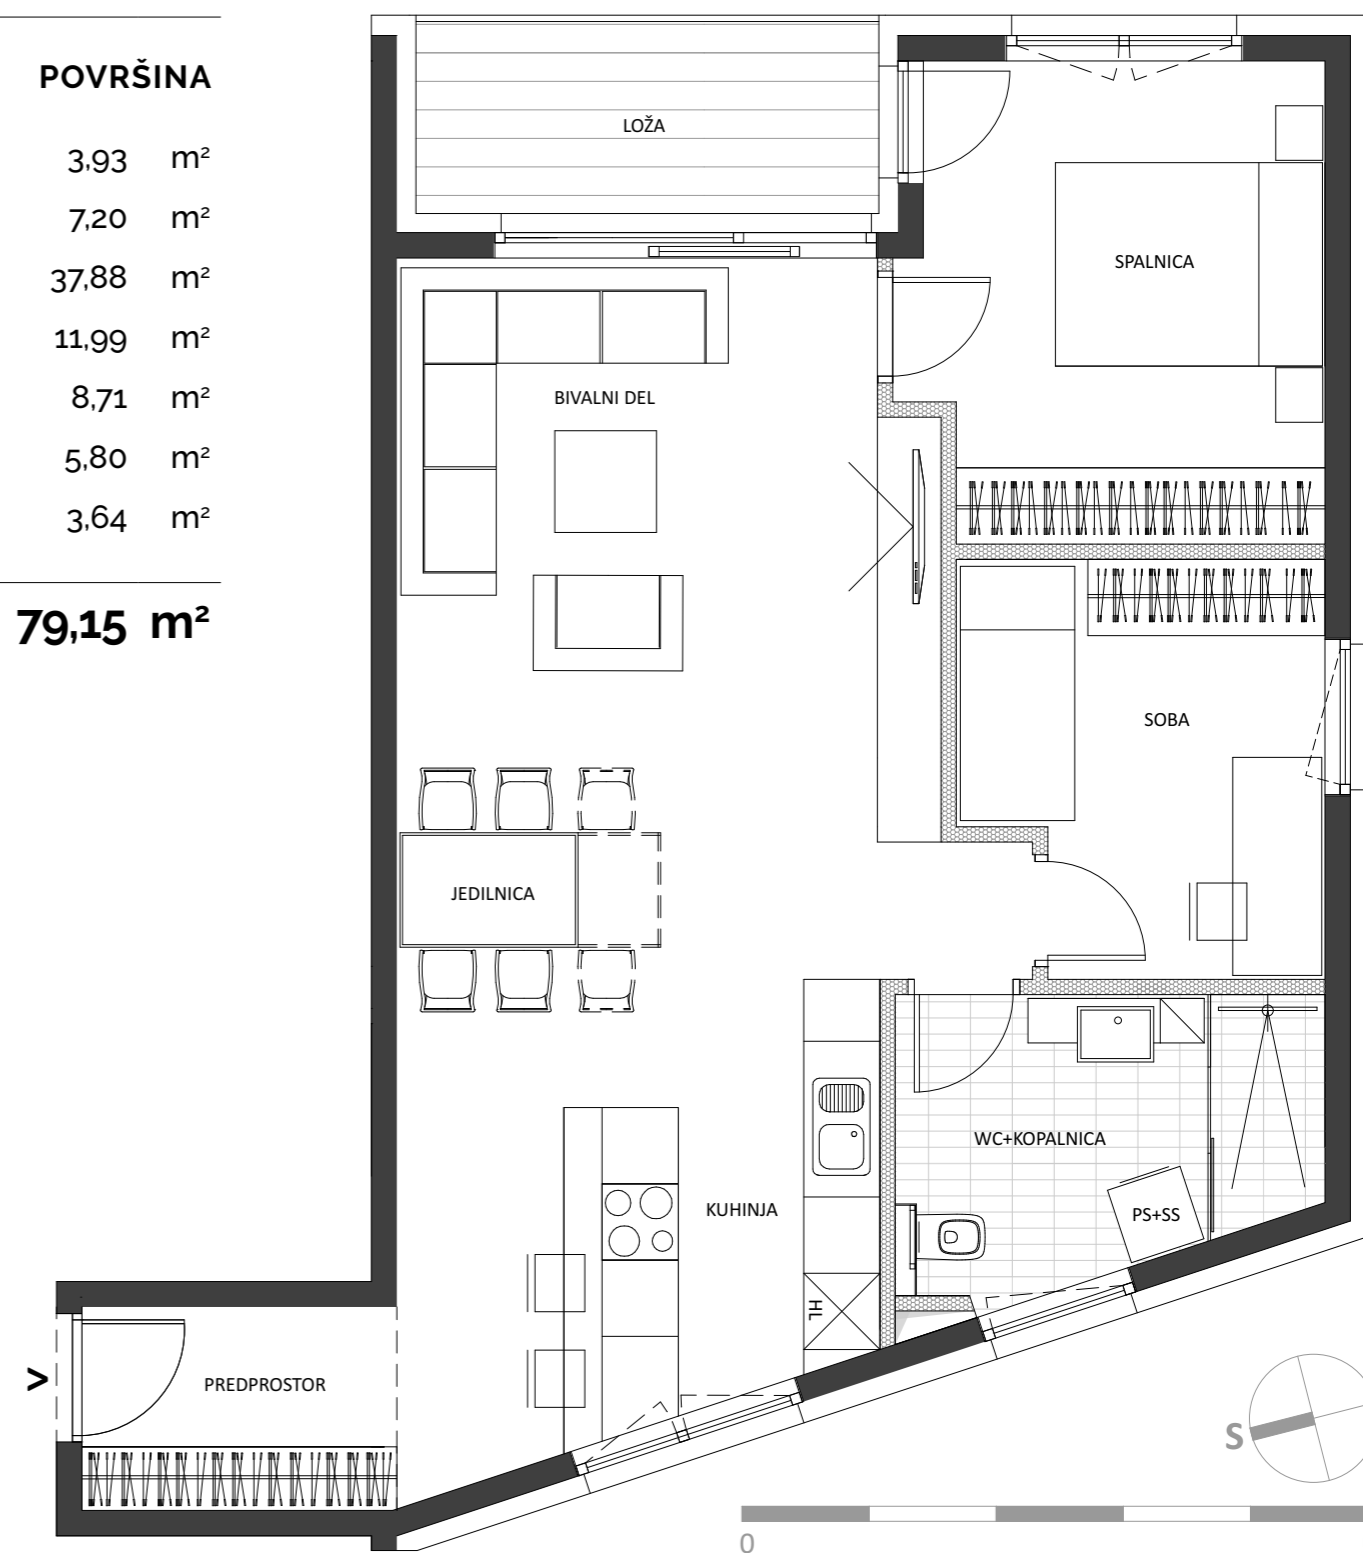 POVRŠINA
3,93 m²
7,20 m²
37,88 m²
11,99 m²
8,71 m²
5,80 m²
3,64 m²
79,15 m²
LOŽA
SPALNICA
BIVALNI DEL
SOBA
JEDILNICA
WC+KOPALNICA
KUHINJA
PS+SS
HL
PREDPROSTOR
S
0